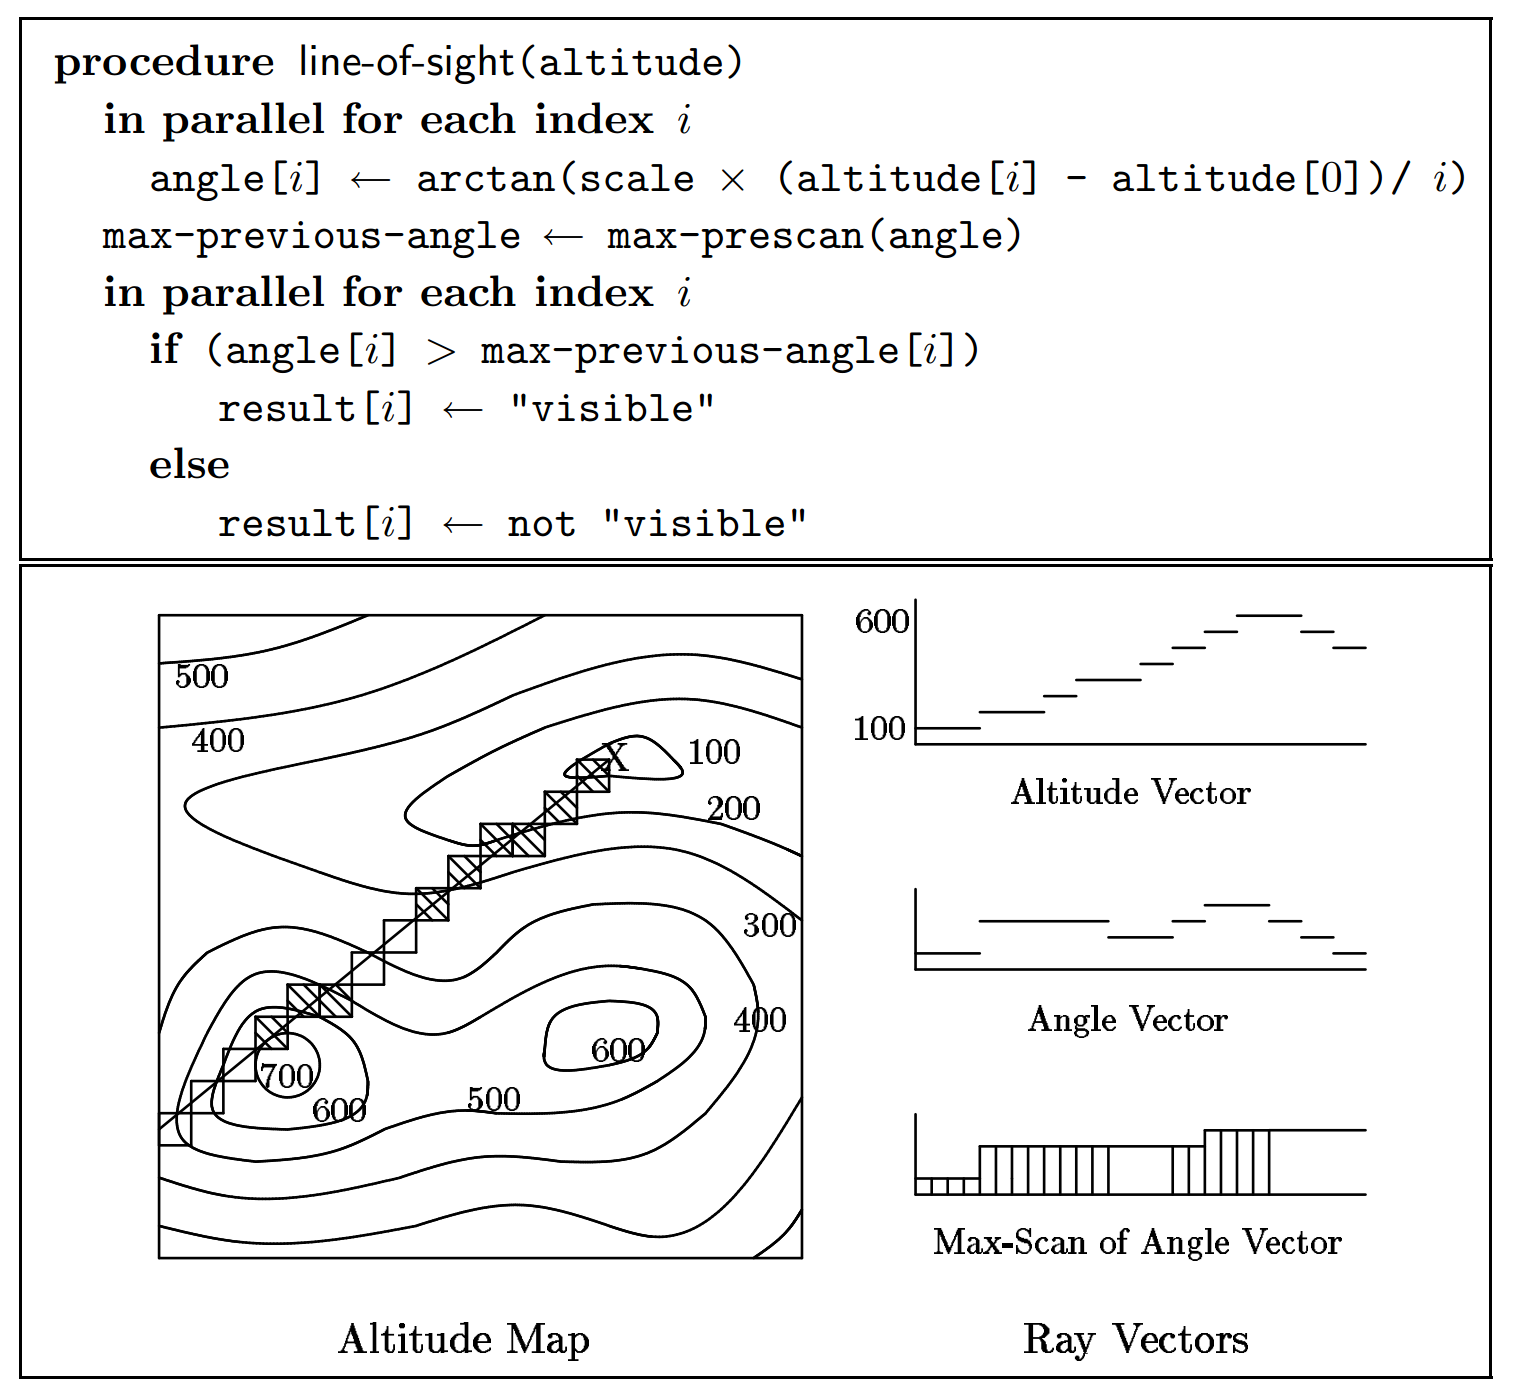 procedure line-of-sight(altitude)
in parallel for each index i
angle[i] ← arctan(scale × (altitude[i] - altitude[0])/ i)
max-previous-angle ← max-prescan(angle)
in parallel for each index i
if (angle[i] > max-previous-angle[i])
result[i] ← "visible"
else
result[i] ← not "visible"
500
400
X
100
200
300
400
700
600
600
500
Altitude Map
600
100
Altitude Vector
Angle Vector
Max-Scan of Angle Vector
Ray Vectors